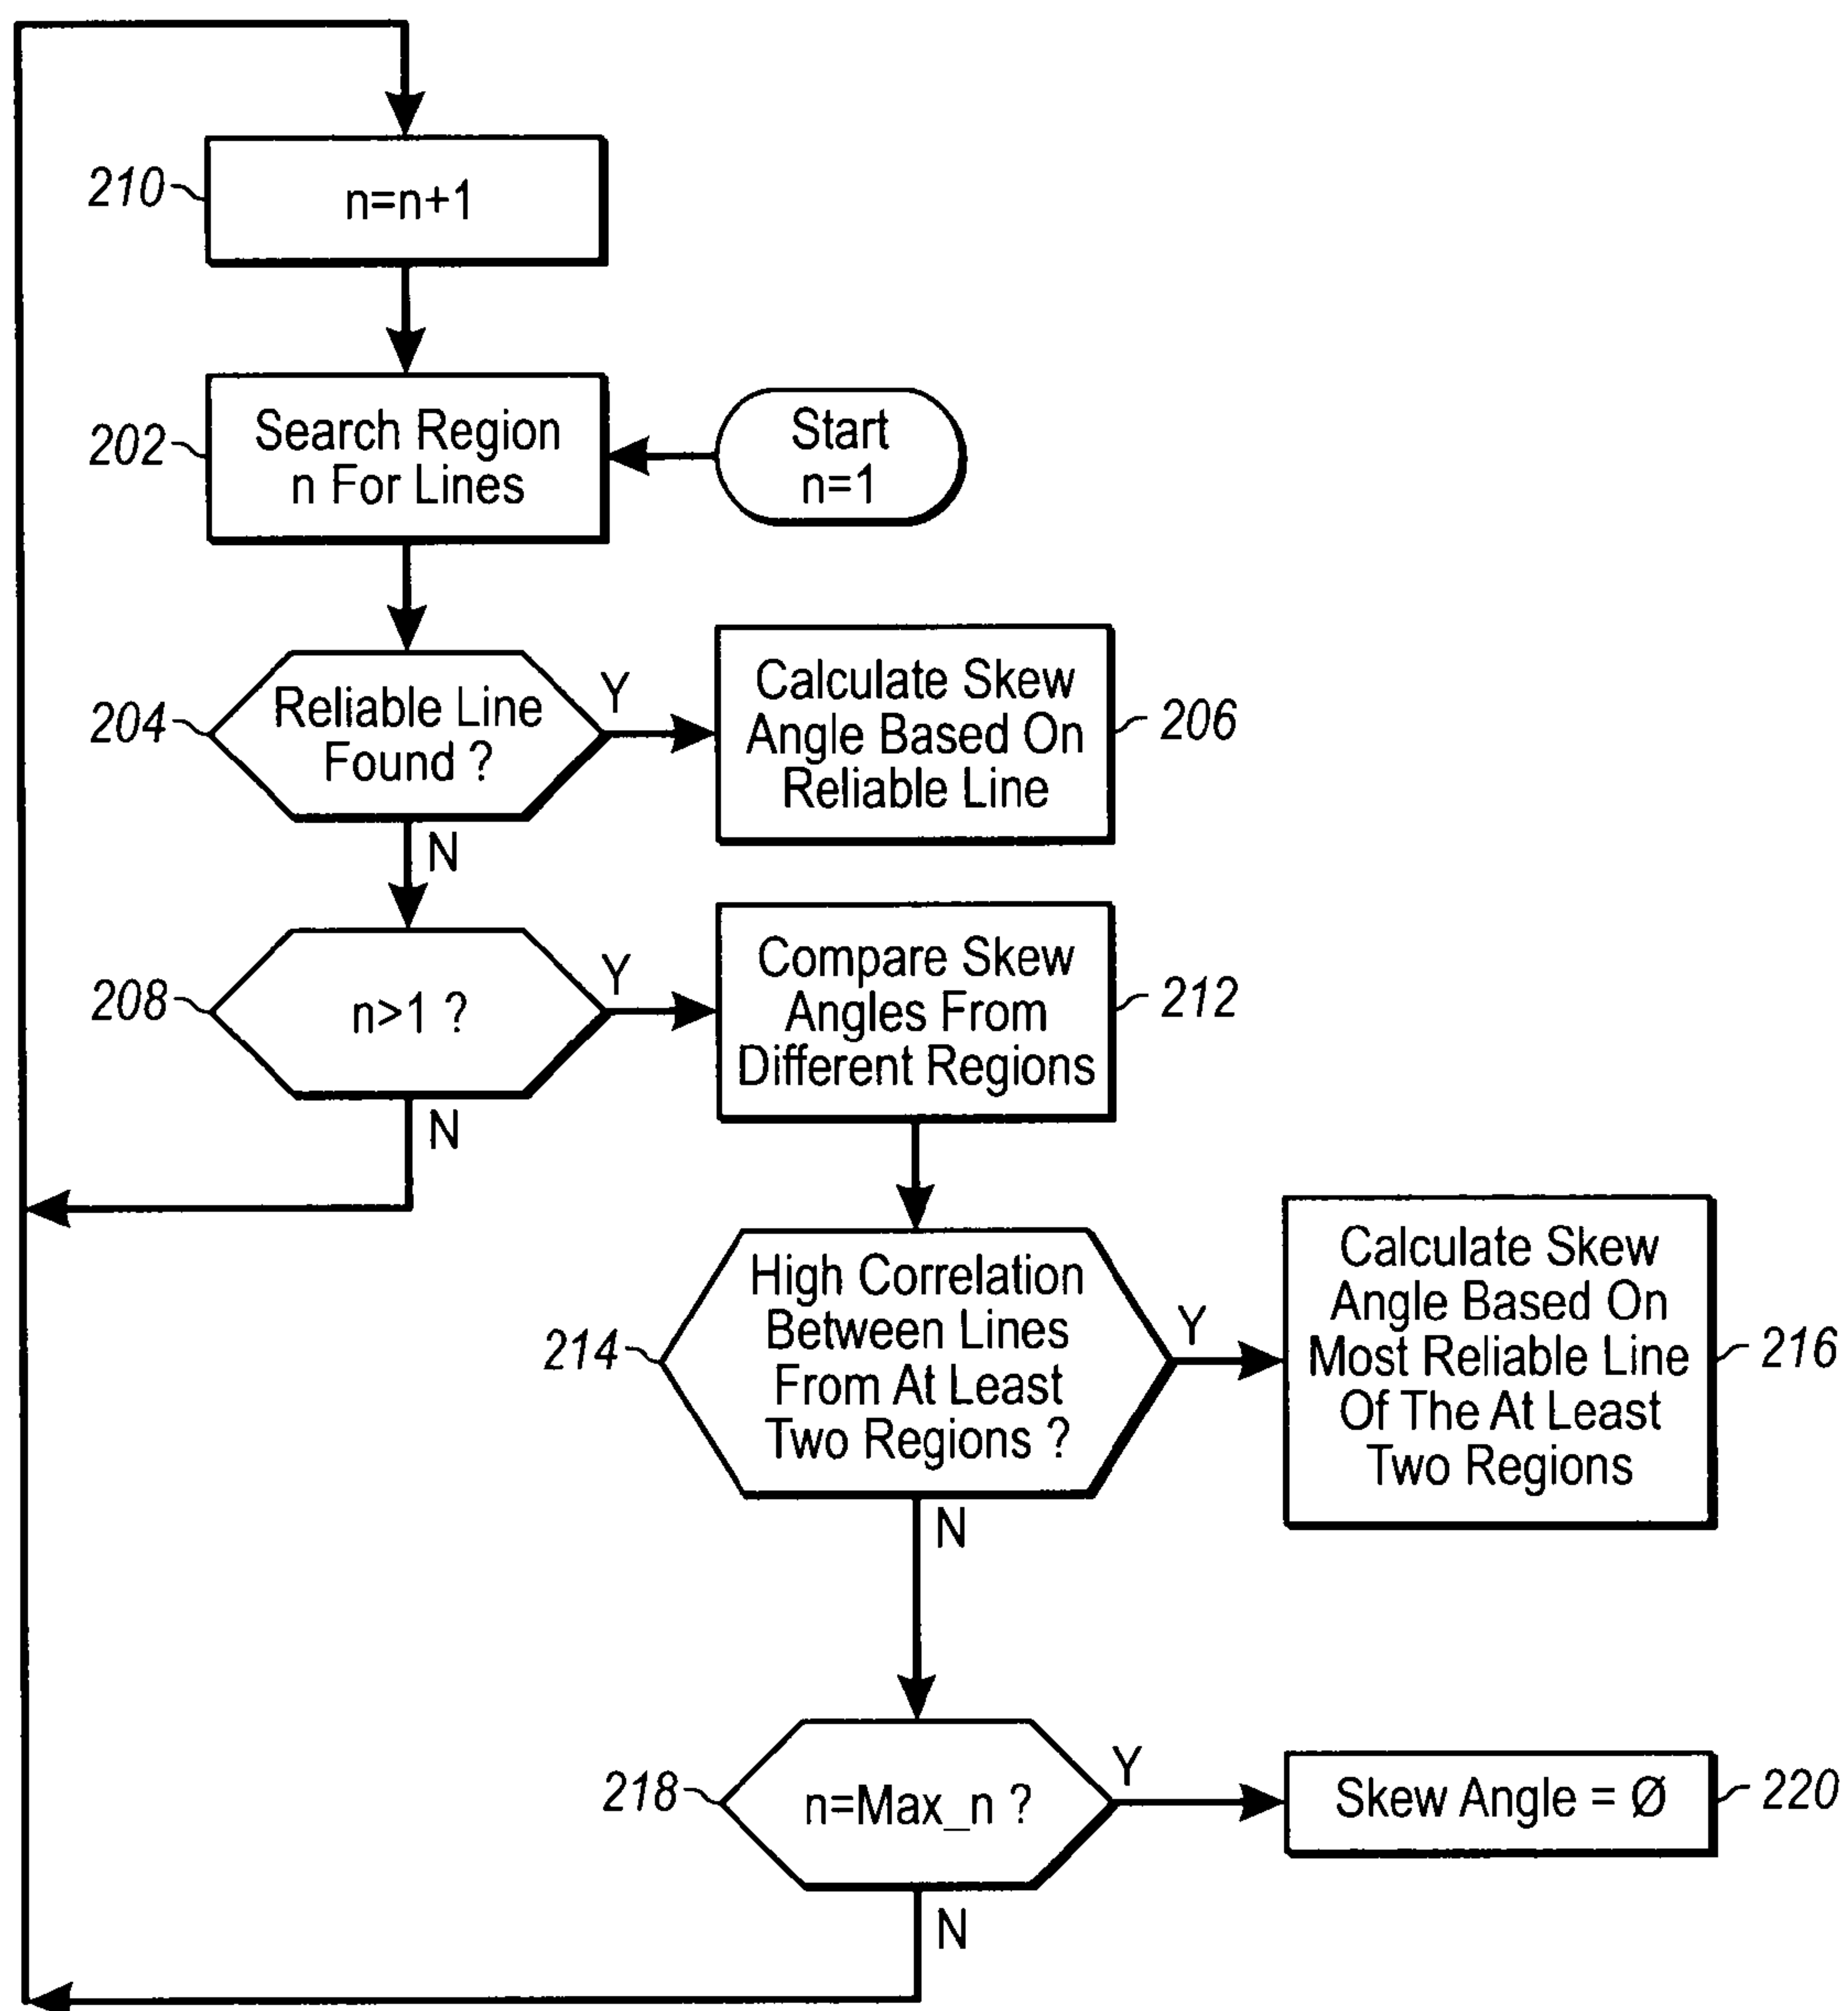 210
n=n+1
202
Search Region
n For Lines
Start
n=1
204
Reliable Line
Found ?
Y
N
Calculate Skew
Angle Based On
Reliable Line
206
208
n>1 ?
Y
N
Compare Skew
Angles From
Different Regions
212
214
High Correlation
Between Lines
From At Least
Two Regions ?
Y
N
Calculate Skew
Angle Based On
Most Reliable Line
Of The At Least
Two Regions
216
218
n=Max_n ?
Y
N
Skew Angle = Ø
220